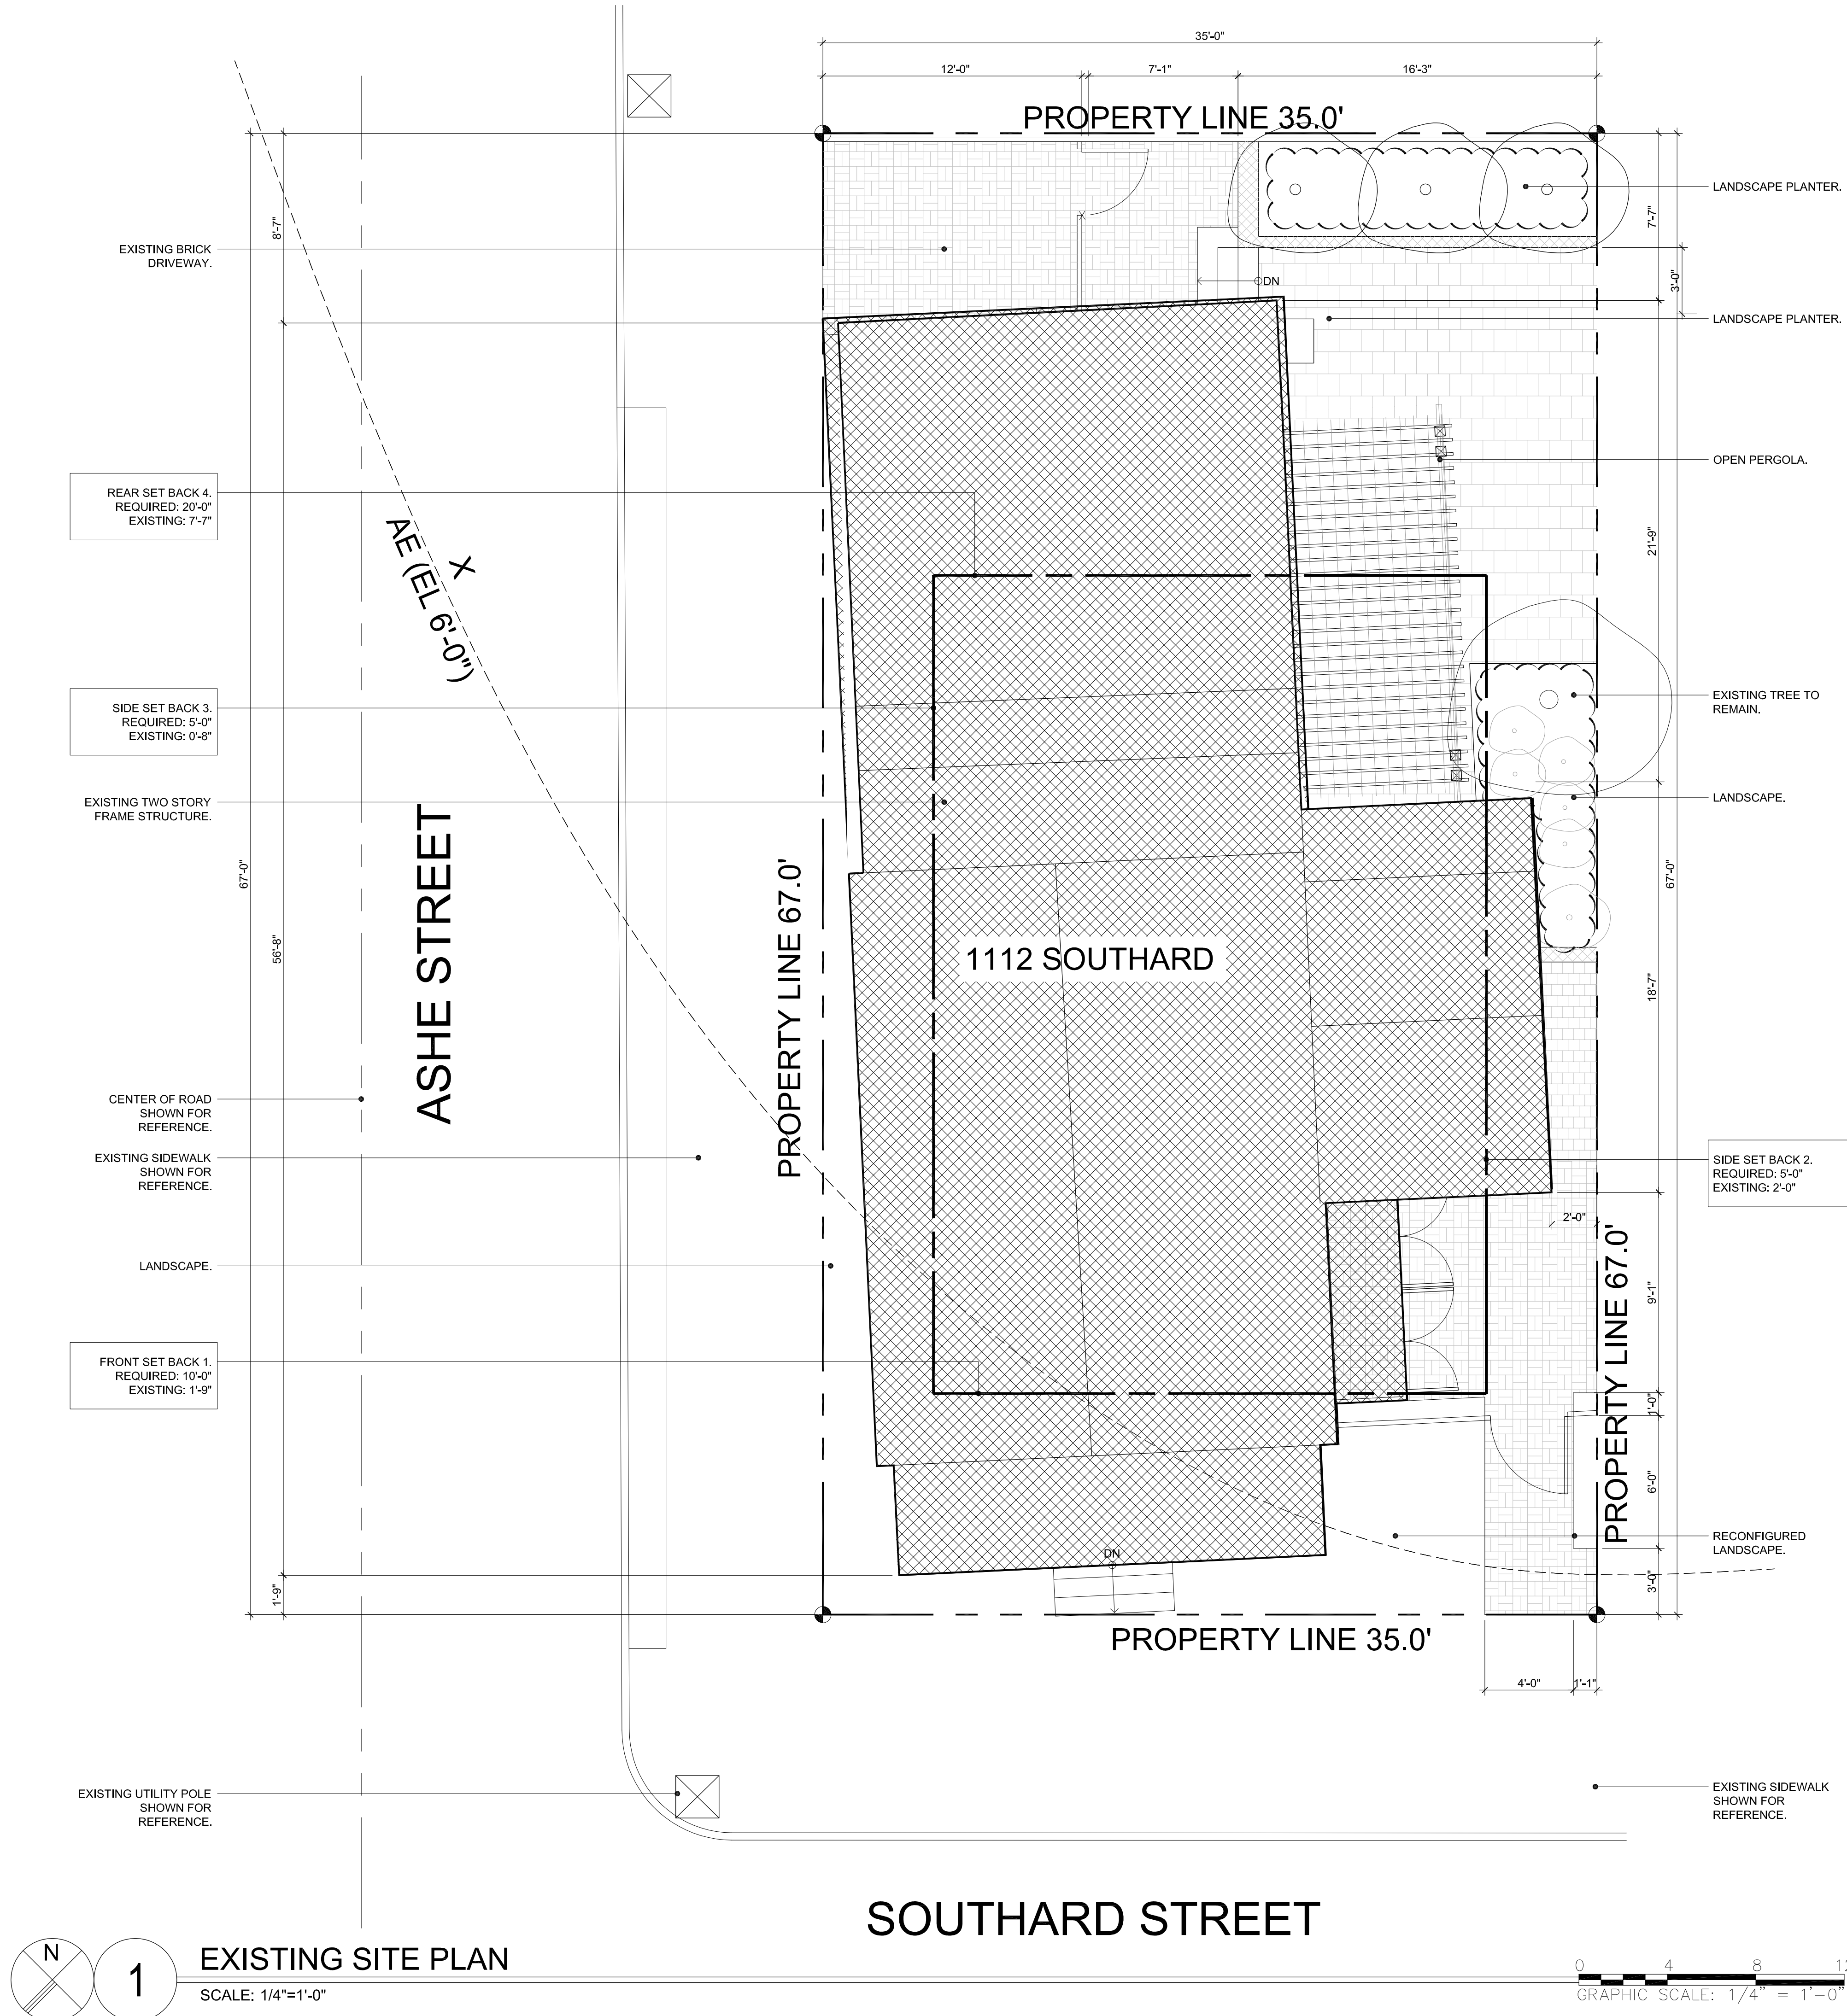 35'-0"
12'-0"
7'-1"
16'-3"
PROPERTY LINE 35.0'
8'-7"
EXISTING BRICK
DRIVEWAY.
DN
LANDSCAPE PLANTER.
7'-7"
3'-0"
LANDSCAPE PLANTER.
OPEN PERGOLA.
REAR SET BACK 4.
REQUIRED: 20'-0"
EXISTING: 7'-7"
X
AE (EL 6'-0")
21'-9"
SIDE SET BACK 3.
REQUIRED: 5'-0"
EXISTING: 0'-8"
EXISTING TREE TO
REMAIN.
EXISTING TWO STORY
FRAME STRUCTURE.
LANDSCAPE.
67'-0"
56'-8"
ASHE STREET
PROPERTY LINE 67.0'
1112 SOUTHARD
67'-0"
18'-7"
CENTER OF ROAD
SHOWN FOR
REFERENCE.
EXISTING SIDEWALK
SHOWN FOR
REFERENCE.
SIDE SET BACK 2.
REQUIRED: 5'-0"
EXISTING: 2'-0"
2'-0"
LANDSCAPE.
9'-1"
PROPERTY LINE 67.0'
FRONT SET BACK 1.
REQUIRED: 10'-0"
EXISTING: 1'-9"
1'-0"
6'-0"
RECONFIGURED
LANDSCAPE.
DN
1'-9"
3'-0"
PROPERTY LINE 35.0'
4'-0"
1'-1"
EXISTING UTILITY POLE
SHOWN FOR
REFERENCE.
EXISTING SIDEWALK
SHOWN FOR
REFERENCE.
SOUTHARD STREET
N
1
EXISTING SITE PLAN
SCALE: 1/4"=1'-0"
0 4 8 12
GRAPHIC SCALE: 1/4" = 1'-0"